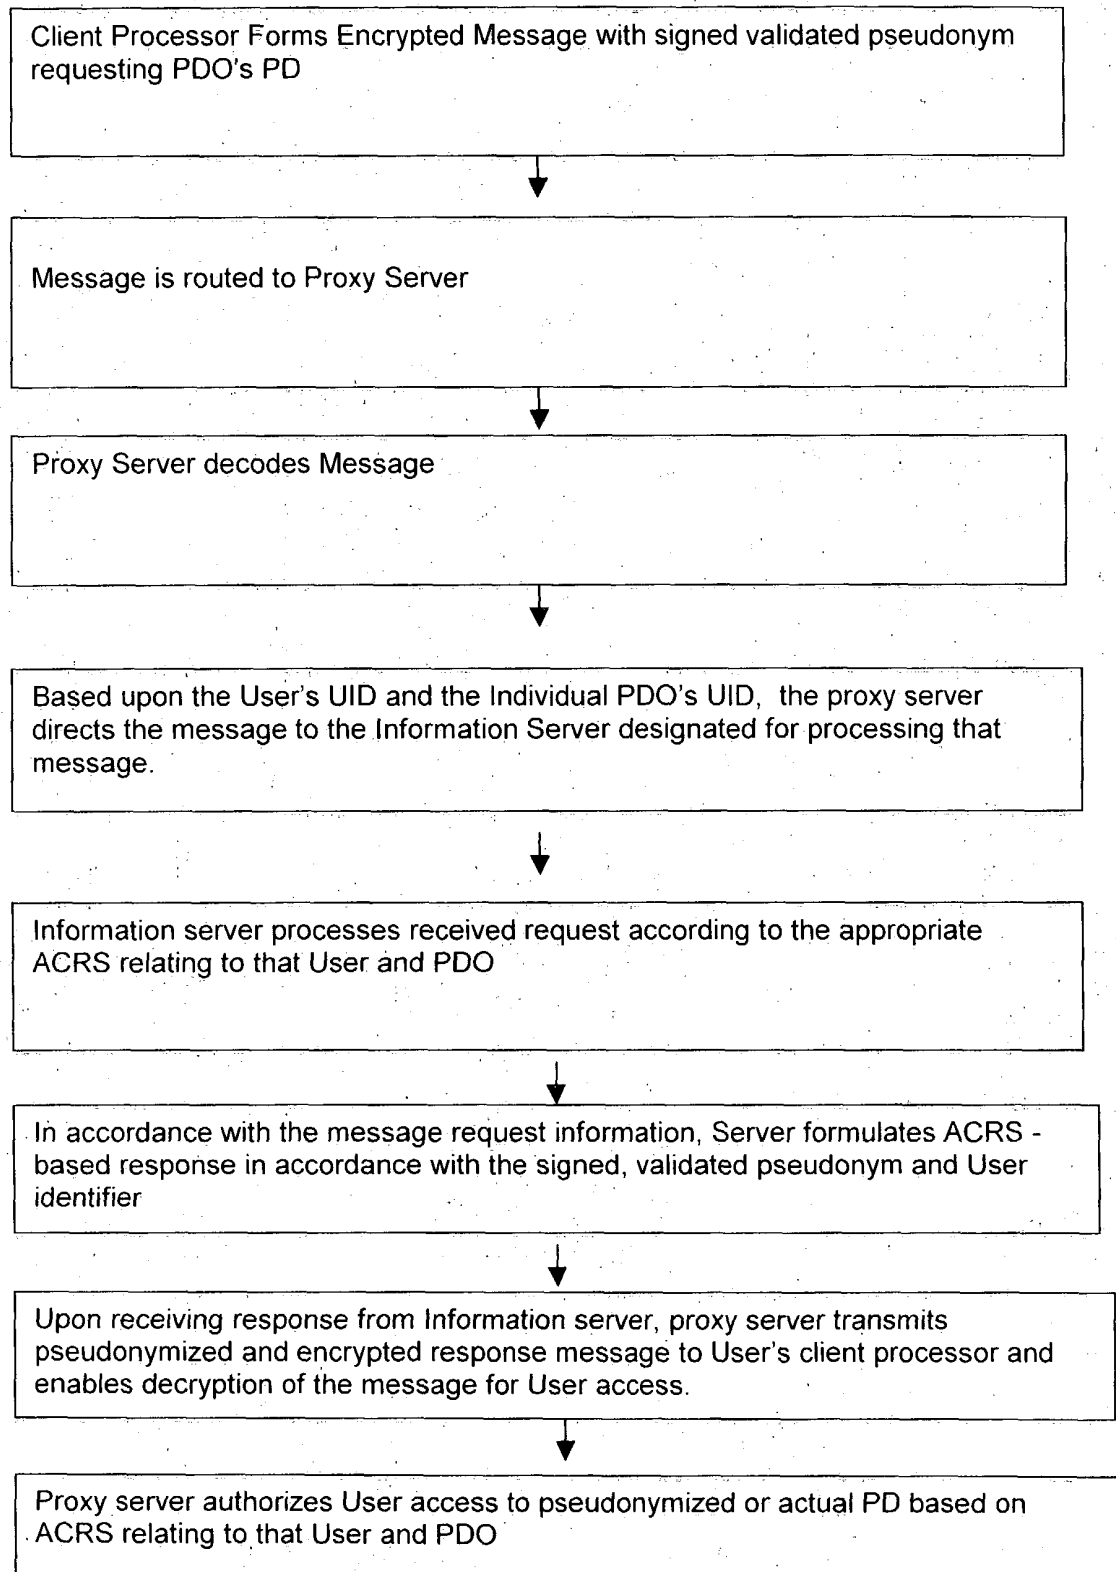 Client Processor Forms Encrypted Message with signed validated pseudonym
requesting PDO's PD
Message is routed to Proxy Server
Proxy Server decodes Message
Based upon the User's UID and the Individual PDO's UID, the proxy server
directs the message to the Information Server designated for processing that
message.
Information server processes received request according to the appropriate
ACRS relating to that User and PDO
In accordance with the message request information, Server formulates ACRS -
based response in accordance with the signed, validated pseudonym and User
identifier
Upon receiving response from Information server, proxy server transmits
pseudonymized and encrypted response message to User's client processor and
enables decryption of the message for User access.
Proxy server authorizes User access to pseudonymized or actual PD based on
ACRS relating to that User and PDO